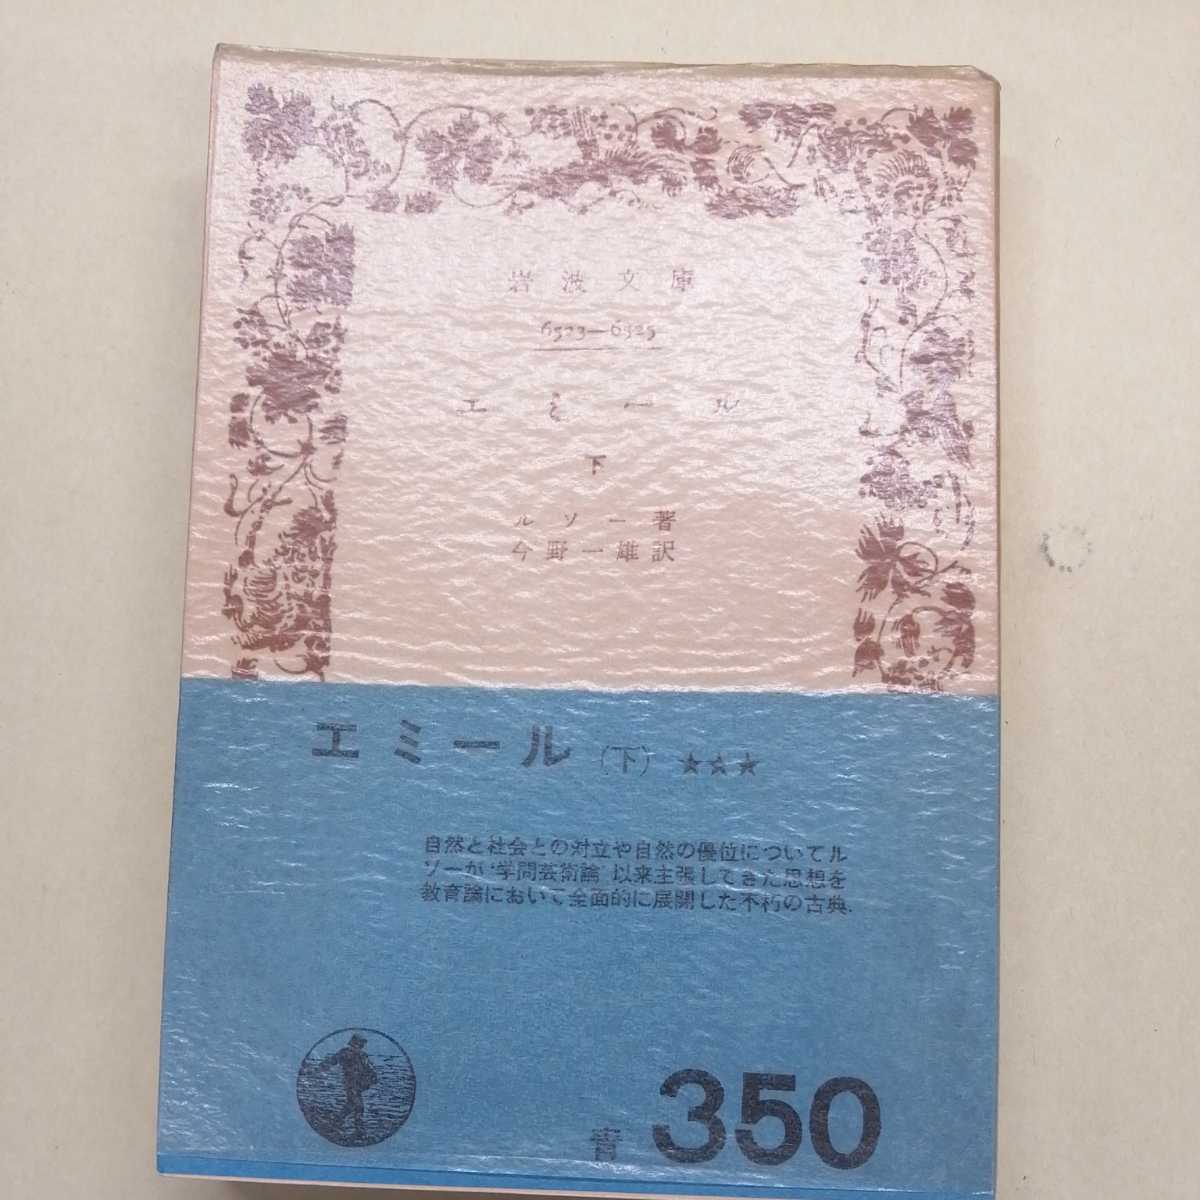 岩波文庫
6523—6525
エミール
下
ルソー著
今野一雄訳
エミール（下）★★★
自然と社会との対立や自然の優位についてル
ソーが‘学問芸術論’以来主張してきた思想を
教育論において全面的に展開した不朽の古典.
青 350